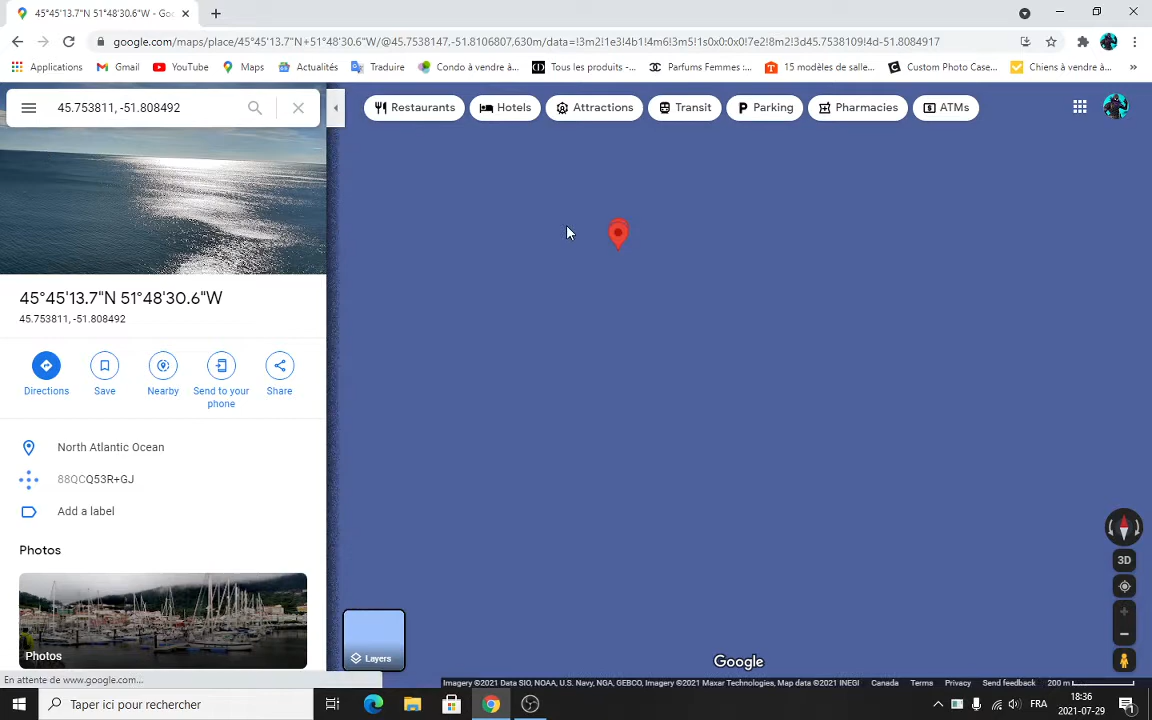 45°45'13.7"N 51°48'30.6"W - Goo
google.com/maps/place/45°45'13.7"N+51°48'30.6"W/@45.7538147,-51.8106807,630m/data=!3m2!1e3!4b1!4m6!3m5!1s0x0:0x0!7e2!8m2!3d45.7538109!4d-51.8084917
Applications Gmail YouTube Maps Actualités Traduire Condo à vendre à... Tous les produits -... Parfums Femmes :... 15 modèles de salle... Custom Photo Case... Chiens à vendre à... »
45.753811, -51.808492
Restaurants Hotels Attractions Transit Parking Pharmacies ATMs
45°45'13.7"N 51°48'30.6"W
45.753811, -51.808492
Directions Save Nearby Send to your phone Share
North Atlantic Ocean
88QCQ53R+GJ
Add a label
Photos
Photos
3D
Layers
Google
En attente de www.google.com...
Imagery ©2021 Data SIO, NOAA, U.S. Navy, NGA, GEBCO, Imagery ©2021 Maxar Technologies, Map data ©2021 INEGI Canada Terms Privacy Send feedback 200 m
Taper ici pour rechercher
FRA
18:36
2021-07-29
1